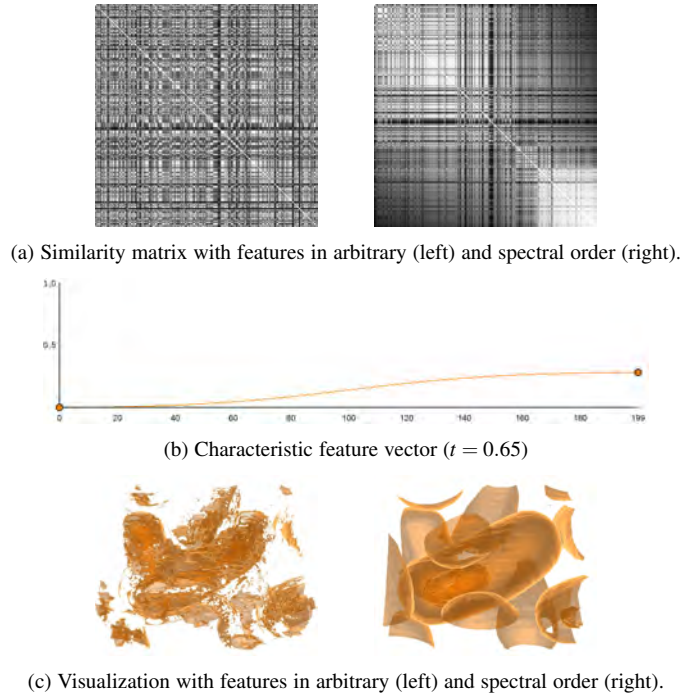 (a) Similarity matrix with features in arbitrary (left) and spectral order (right).
1.0
0.5
0 20 40 60 80 100 120 140 160 180 199
(b) Characteristic feature vector (t = 0.65)
(c) Visualization with features in arbitrary (left) and spectral order (right).